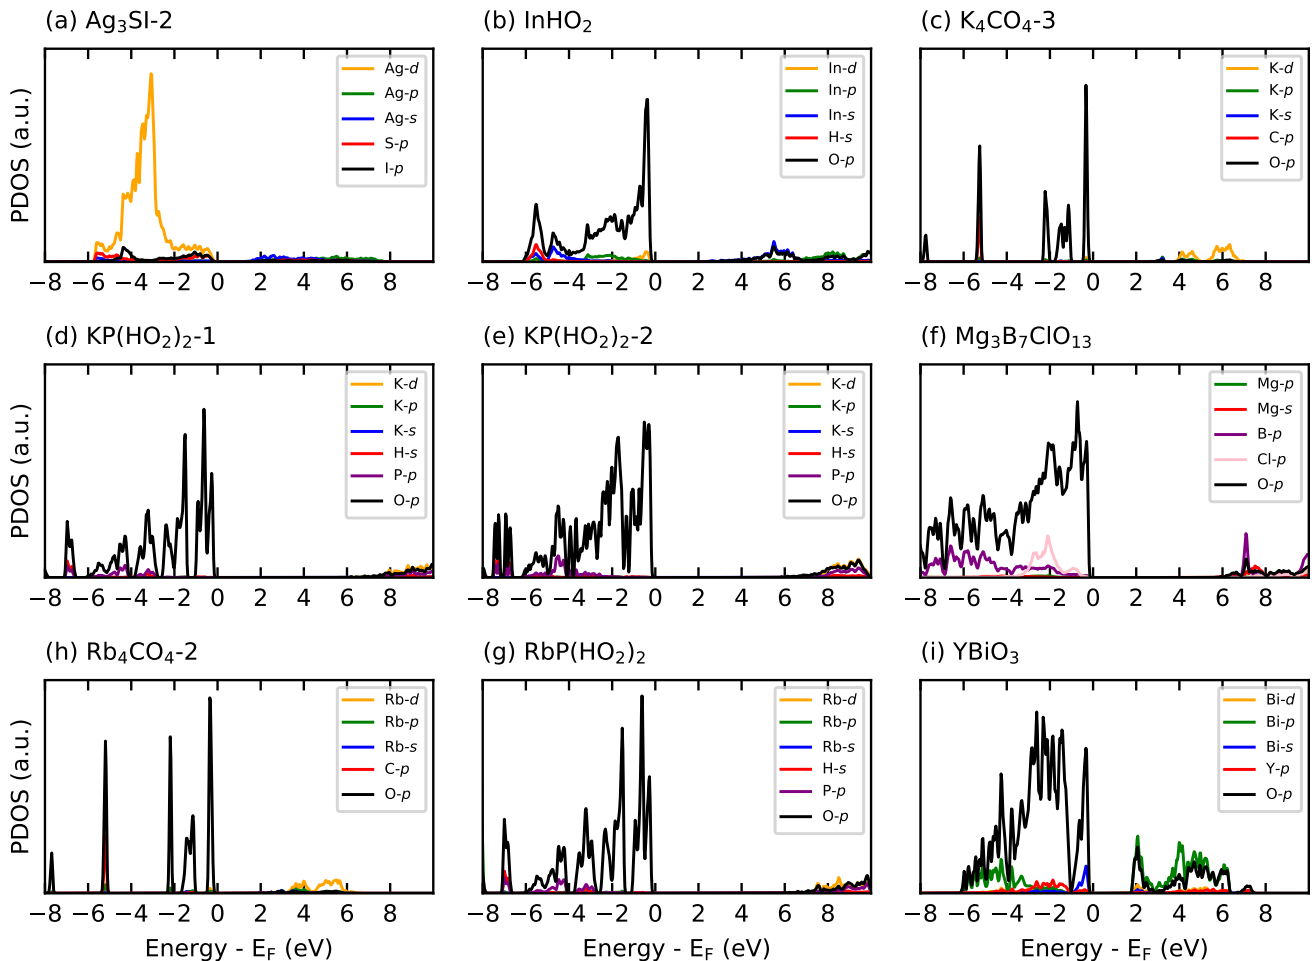 (a) Ag₃SI-2
(b) InHO₂
(c) K₄CO₄-3
PDOS (a.u.)
Ag-d
Ag-p
Ag-s
S-p
I-p
In-d
In-p
In-s
H-s
O-p
K-d
K-p
K-s
C-p
O-p
−8 −6 −4 −2 0 2 4 6 8
−8 −6 −4 −2 0 2 4 6 8
−8 −6 −4 −2 0 2 4 6 8
(d) KP(HO₂)₂-1
(e) KP(HO₂)₂-2
(f) Mg₃B₇ClO₁₃
PDOS (a.u.)
K-d
K-p
K-s
H-s
P-p
O-p
K-d
K-p
K-s
H-s
P-p
O-p
Mg-p
Mg-s
B-p
Cl-p
O-p
−8 −6 −4 −2 0 2 4 6 8
−8 −6 −4 −2 0 2 4 6 8
−8 −6 −4 −2 0 2 4 6 8
(h) Rb₄CO₄-2
(g) RbP(HO₂)₂
(i) YBiO₃
PDOS (a.u.)
Rb-d
Rb-p
Rb-s
C-p
O-p
Rb-d
Rb-p
Rb-s
H-s
P-p
O-p
Bi-d
Bi-p
Bi-s
Y-p
O-p
−8 −6 −4 −2 0 2 4 6 8
−8 −6 −4 −2 0 2 4 6 8
−8 −6 −4 −2 0 2 4 6 8
Energy - E_F (eV)
Energy - E_F (eV)
Energy - E_F (eV)